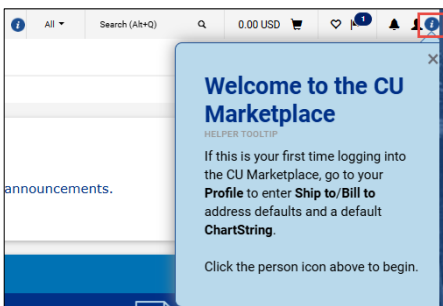 All Search (Alt+Q) 0.00 USD 1
×
Welcome to the CU
Marketplace
HELPER TOOLTIP
If this is your first time logging into
the CU Marketplace, go to your
Profile to enter Ship to/Bill to
address defaults and a default
ChartString.
Click the person icon above to begin.
announcements.